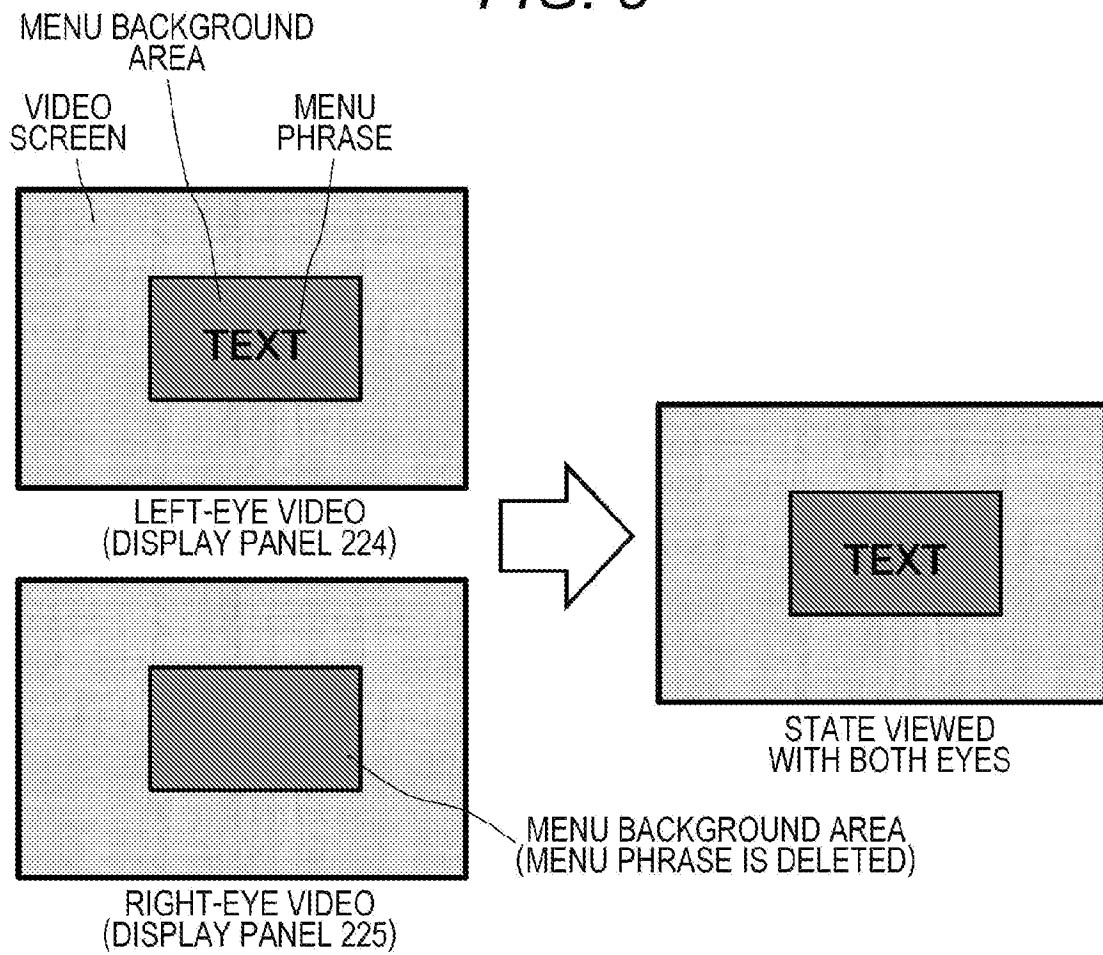 MENU BACKGROUND
AREA
VIDEO
SCREEN
MENU
PHRASE
TEXT
LEFT-EYE VIDEO
(DISPLAY PANEL 224)
TEXT
STATE VIEWED
WITH BOTH EYES
MENU BACKGROUND AREA
(MENU PHRASE IS DELETED)
RIGHT-EYE VIDEO
(DISPLAY PANEL 225)